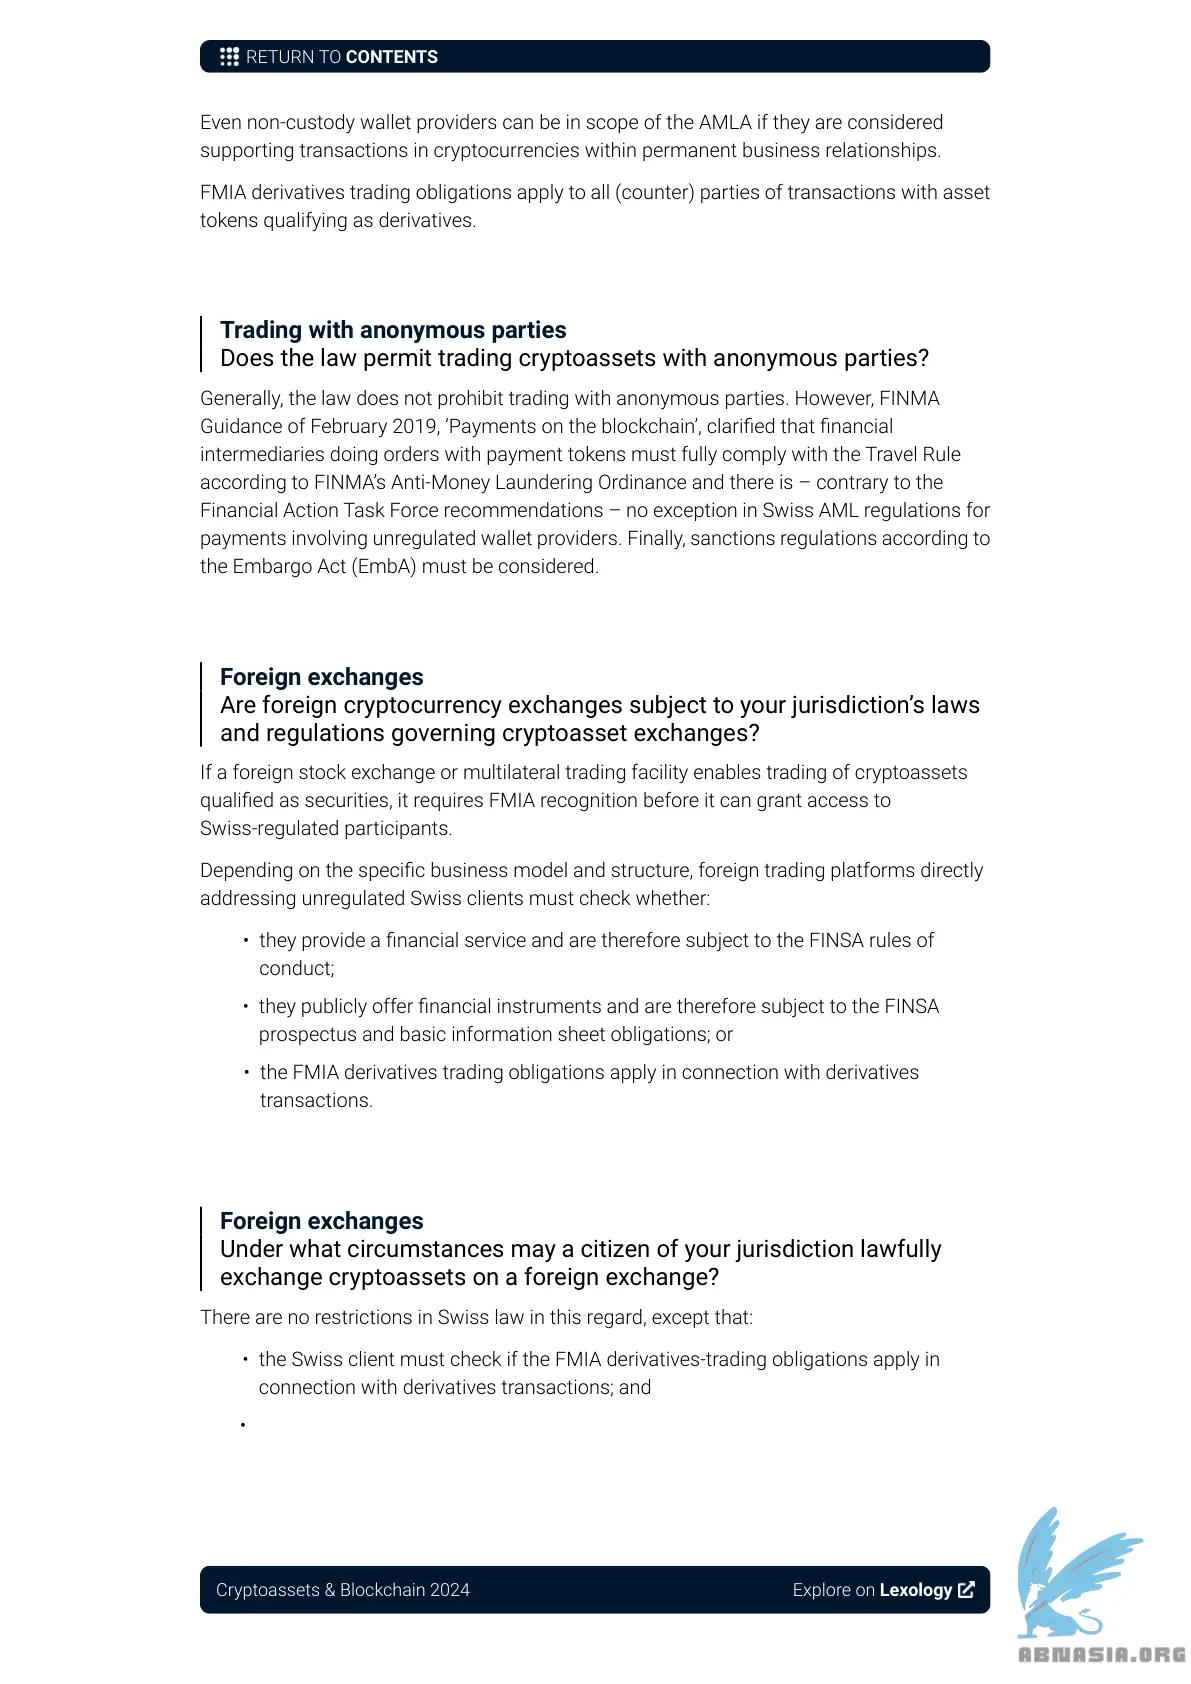 RETURN TO CONTENTS
Even non-custody wallet providers can be in scope of the AMLA if they are considered
supporting transactions in cryptocurrencies within permanent business relationships.
FMIA derivatives trading obligations apply to all (counter) parties of transactions with asset
tokens qualifying as derivatives.
Trading with anonymous parties
Does the law permit trading cryptoassets with anonymous parties?
Generally, the law does not prohibit trading with anonymous parties. However, FINMA
Guidance of February 2019, ‘Payments on the blockchain’, clarified that financial
intermediaries doing orders with payment tokens must fully comply with the Travel Rule
according to FINMA’s Anti-Money Laundering Ordinance and there is – contrary to the
Financial Action Task Force recommendations – no exception in Swiss AML regulations for
payments involving unregulated wallet providers. Finally, sanctions regulations according to
the Embargo Act (EmbA) must be considered.
Foreign exchanges
Are foreign cryptocurrency exchanges subject to your jurisdiction’s laws
and regulations governing cryptoasset exchanges?
If a foreign stock exchange or multilateral trading facility enables trading of cryptoassets
qualified as securities, it requires FMIA recognition before it can grant access to
Swiss-regulated participants.
Depending on the specific business model and structure, foreign trading platforms directly
addressing unregulated Swiss clients must check whether:
• they provide a financial service and are therefore subject to the FINSA rules of
conduct;
• they publicly offer financial instruments and are therefore subject to the FINSA
prospectus and basic information sheet obligations; or
• the FMIA derivatives trading obligations apply in connection with derivatives
transactions.
Foreign exchanges
Under what circumstances may a citizen of your jurisdiction lawfully
exchange cryptoassets on a foreign exchange?
There are no restrictions in Swiss law in this regard, except that:
• the Swiss client must check if the FMIA derivatives-trading obligations apply in
connection with derivatives transactions; and
•
Cryptoassets & Blockchain 2024
Explore on Lexology
ABNASIA.ORG